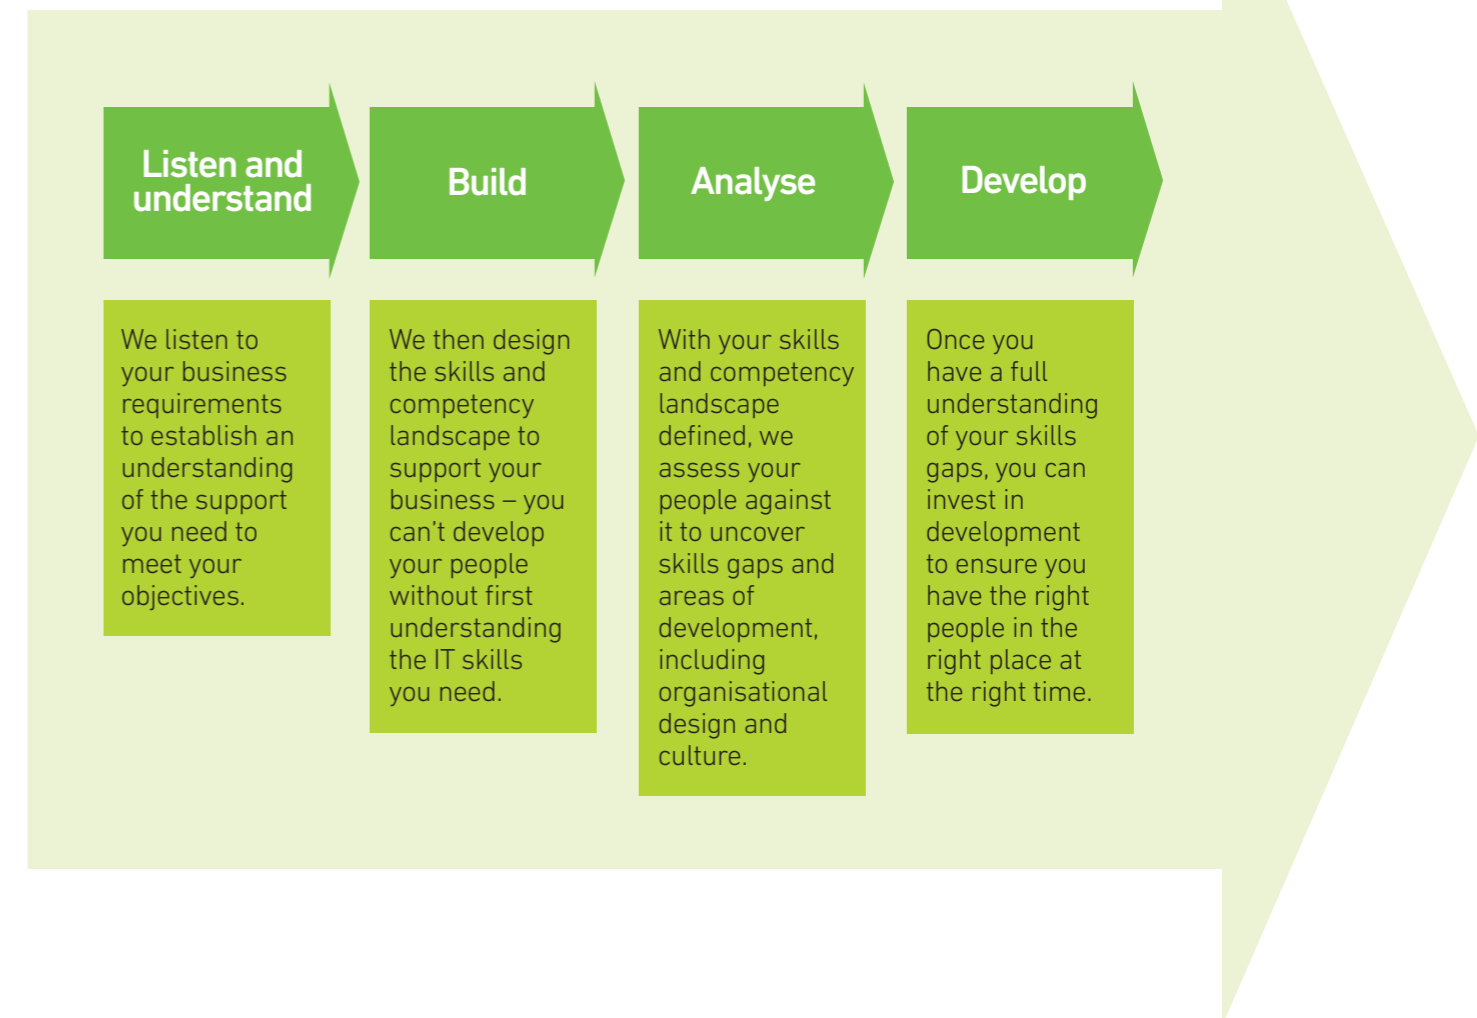 Listen and
understand
We listen to
your business
requirements
to establish an
understanding
of the support
you need to
meet your
objectives.
Build
We then design
the skills and
competency
landscape to
support your
business – you
can't develop
your people
without first
understanding
the IT skills
you need.
Analyse
With your skills
and competency
landscape
defined, we
assess your
people against
it to uncover
skills gaps and
areas of
development,
including
organisational
design and
culture.
Develop
Once you
have a full
understanding
of your skills
gaps, you can
invest in
development
to ensure you
have the right
people in the
right place at
the right time.